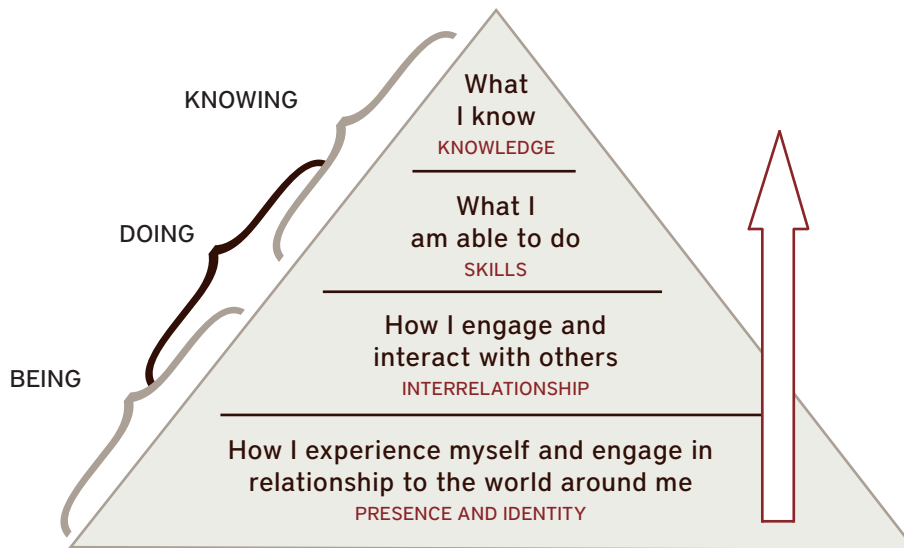 What
I know
KNOWLEDGE
KNOWING
What I
am able to do
SKILLS
DOING
How I engage and
interact with others
INTERRELATIONSHIP
BEING
How I experience myself and engage in
relationship to the world around me
PRESENCE AND IDENTITY